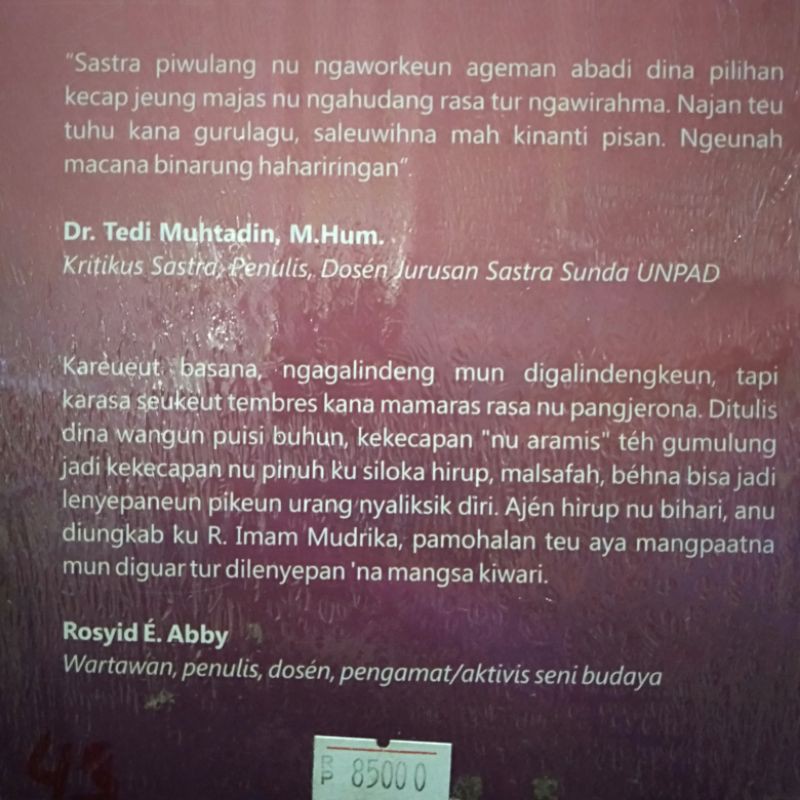 "Sastra piwulang nu ngaworkeun ageman abadi dina pilihan
kecap jeung majas nu ngahudang rasa tur ngawirahma. Najan teu
tuhu kana gurulagu, saleuwihna mah kinanti pisan. Ngeunah
macana binarung hahariringan".
Dr. Tedi Muhtadin, M.Hum.
Kritikus Sastra, Penulis, Dosén Jurusan Sastra Sunda UNPAD
Karéueut basana, ngagalindeng mun digalindengkeun, tapi
karasa seukeut tembres kana mamaras rasa nu pangjerona. Ditulis
dina wangun puisi buhun, kekecapan "nu aramis" téh gumulung
jadi kekecapan nu pinuh ku siloka hirup, malsafah, béhna bisa jadi
lenyepaneun pikeun urang nyaliksik diri. Ajén hirup nu bihari, anu
diungkab ku R. Imam Mudrika, pamohalan teu aya mangpaatna
mun diguar tur dilenyepan 'na mangsa kiwari.
Rosyid É. Abby
Wartawan, penulis, dosén, pengamat/aktivis seni budaya
RP 85000